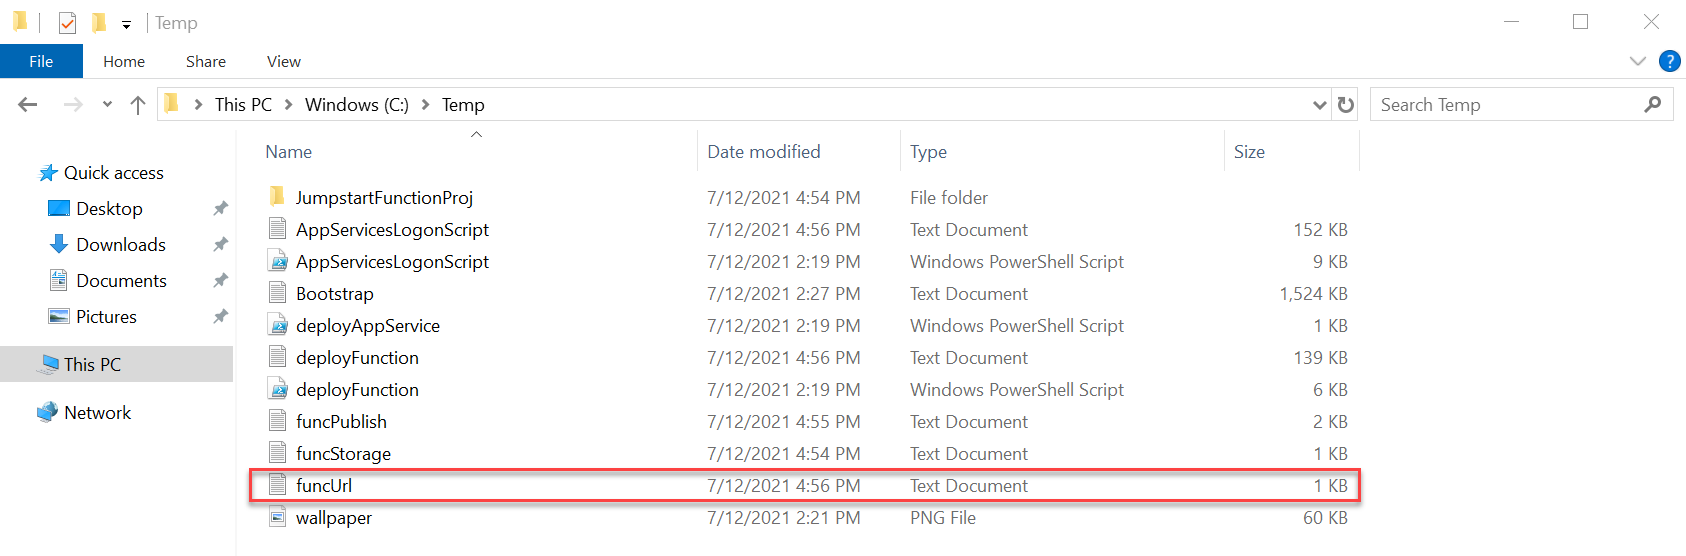 Temp
File Home Share View
?
This PC Windows (C:) Temp Search Temp
Name Date modified Type Size
Quick access
Desktop
Downloads
Documents
Pictures
This PC
Network
JumpstartFunctionProj 7/12/2021 4:54 PM File folder
AppServicesLogonScript 7/12/2021 4:56 PM Text Document 152 KB
AppServicesLogonScript 7/12/2021 2:19 PM Windows PowerShell Script 9 KB
Bootstrap 7/12/2021 2:27 PM Text Document 1,524 KB
deployAppService 7/12/2021 2:19 PM Windows PowerShell Script 1 KB
deployFunction 7/12/2021 4:56 PM Text Document 139 KB
deployFunction 7/12/2021 2:19 PM Windows PowerShell Script 6 KB
funcPublish 7/12/2021 4:55 PM Text Document 2 KB
funcStorage 7/12/2021 4:54 PM Text Document 1 KB
funcUrl 7/12/2021 4:56 PM Text Document 1 KB
wallpaper 7/12/2021 2:21 PM PNG File 60 KB